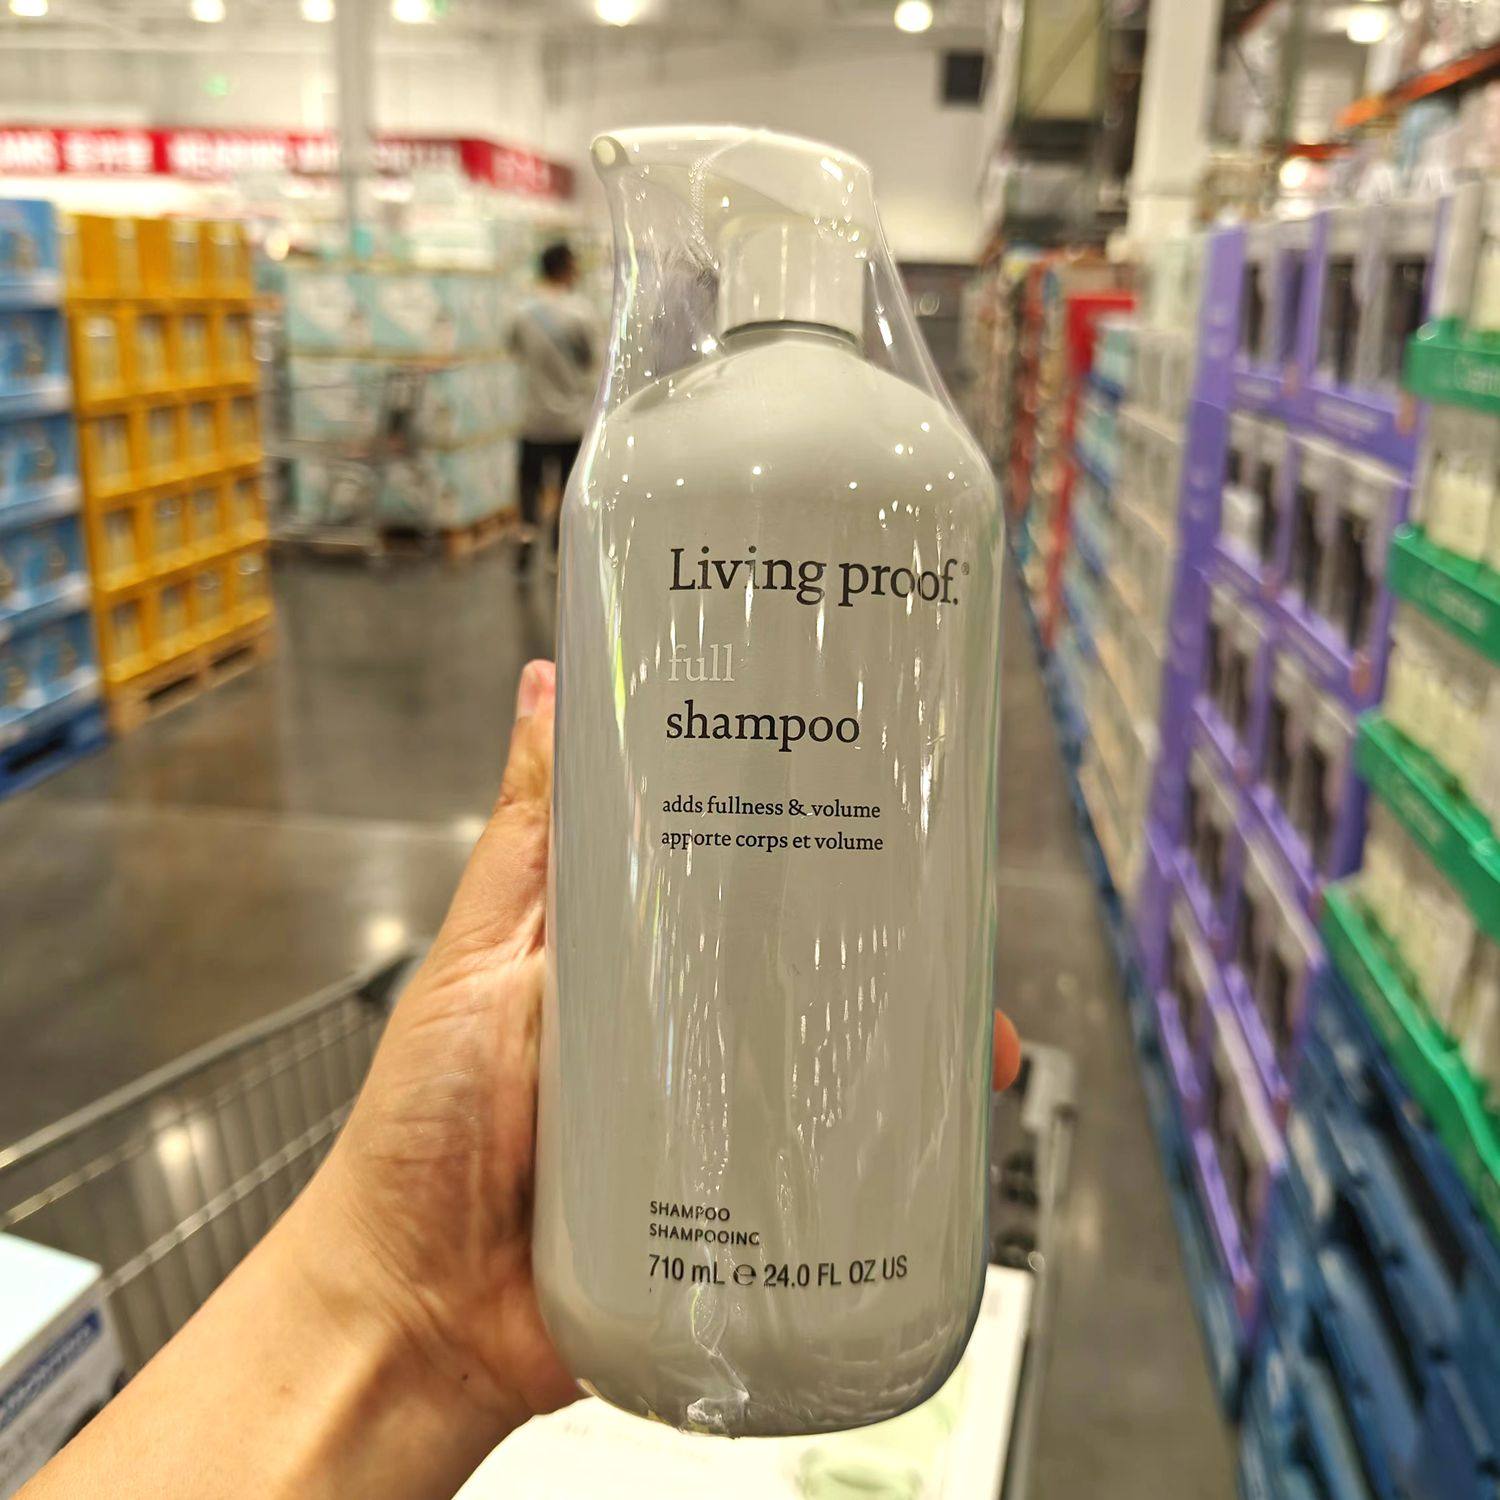 Living proof.®
full
shampoo
adds fullness & volume
apporte corps et volume
SHAMPOO
SHAMPOOING
710 mL ℮ 24.0 FL OZ US